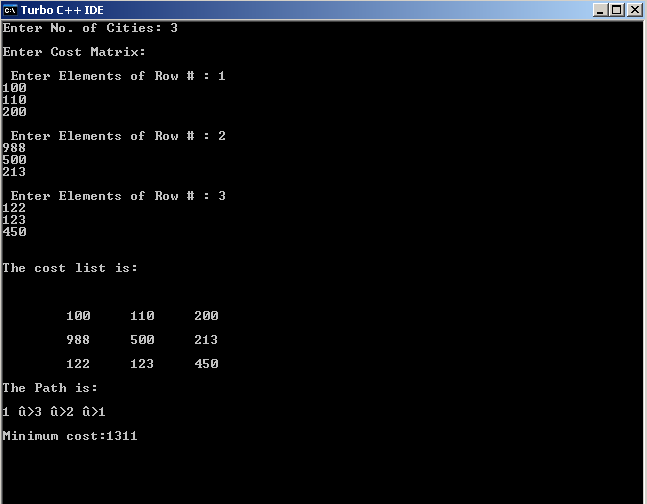 Turbo C++ IDE
Enter No. of Cities: 3
Enter Cost Matrix:
Enter Elements of Row # : 1
100
110
200
Enter Elements of Row # : 2
988
500
213
Enter Elements of Row # : 3
122
123
450
The cost list is:
100 110 200
988 500 213
122 123 450
The Path is:
1 û>3 û>2 û>1
Minimum cost:1311